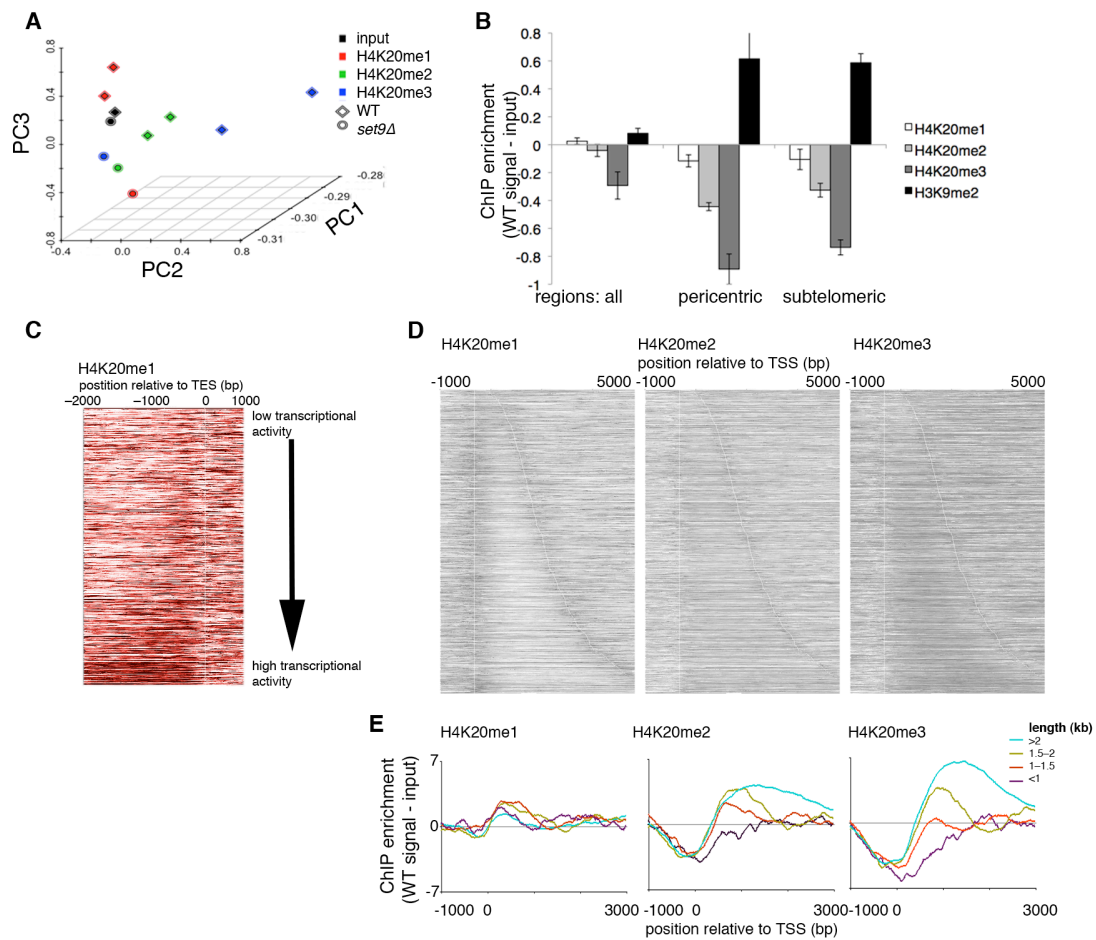 A
0.8
0.4
0.0
-0.4
-0.8
PC3
-0.4
0.0
0.4
0.8
PC2
-0.31
-0.30
-0.29
-0.28
PC1
input
H4K20me1
H4K20me2
H4K20me3
WT
set9Δ
B
ChIP enrichment
(WT signal - input)
0.8
0.6
0.4
0.2
0
-0.2
-0.4
-0.6
-0.8
-1
regions: all
pericentric
subtelomeric
H4K20me1
H4K20me2
H4K20me3
H3K9me2
C
H4K20me1
postition relative to TES (bp)
−2000
−1000
0
1000
low transcriptional
activity
high transcriptional
activity
D
H4K20me1
H4K20me2
H4K20me3
position relative to TSS (bp)
-1000
5000
-1000
5000
-1000
5000
E
H4K20me1
H4K20me2
H4K20me3
length (kb)
>2
1.5–2
1–1.5
<1
ChIP enrichment
(WT signal - input)
7
0
-7
-1000
0
3000
-1000
0
3000
-1000
0
3000
position relative to TSS (bp)